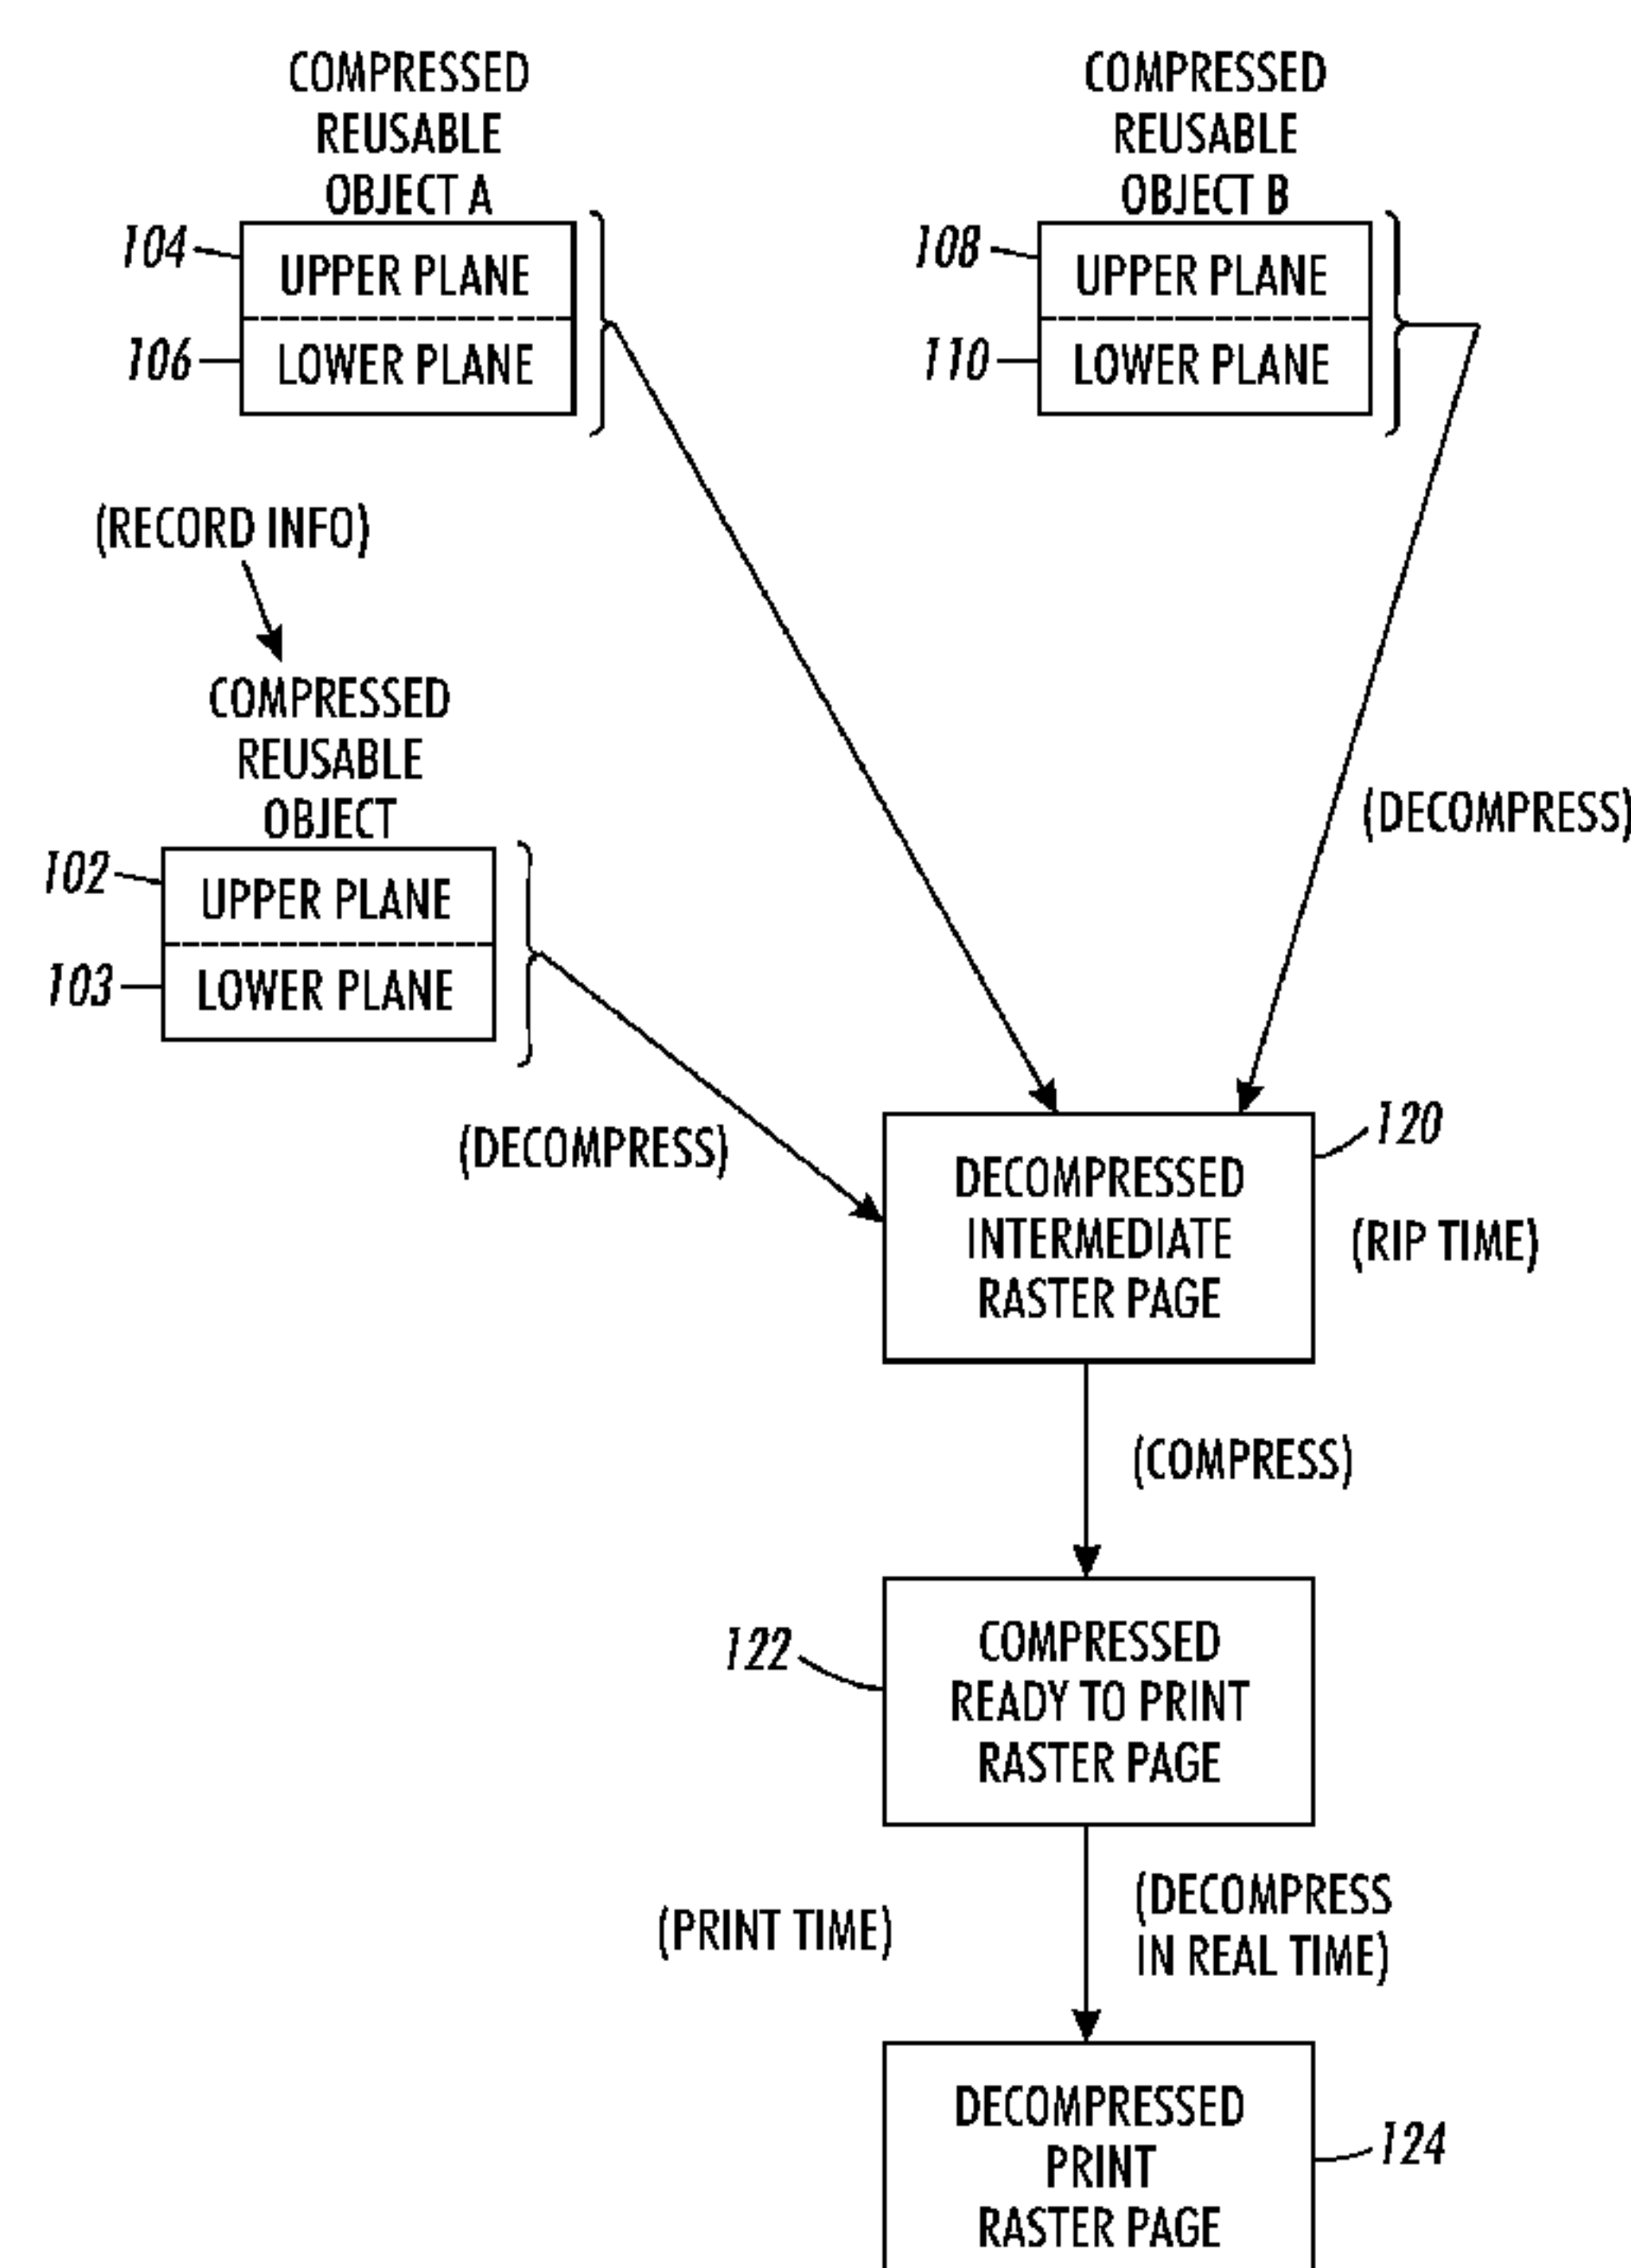 COMPRESSED
REUSABLE
OBJECT A
104
UPPER PLANE
106
LOWER PLANE
COMPRESSED
REUSABLE
OBJECT B
108
UPPER PLANE
110
LOWER PLANE
(RECORD INFO)
COMPRESSED
REUSABLE
OBJECT
102
UPPER PLANE
103
LOWER PLANE
(DECOMPRESS)
(DECOMPRESS)
120
DECOMPRESSED
INTERMEDIATE
RASTER PAGE
(RIP TIME)
(COMPRESS)
122
COMPRESSED
READY TO PRINT
RASTER PAGE
(PRINT TIME)
(DECOMPRESS
IN REAL TIME)
DECOMPRESSED
PRINT
RASTER PAGE
124